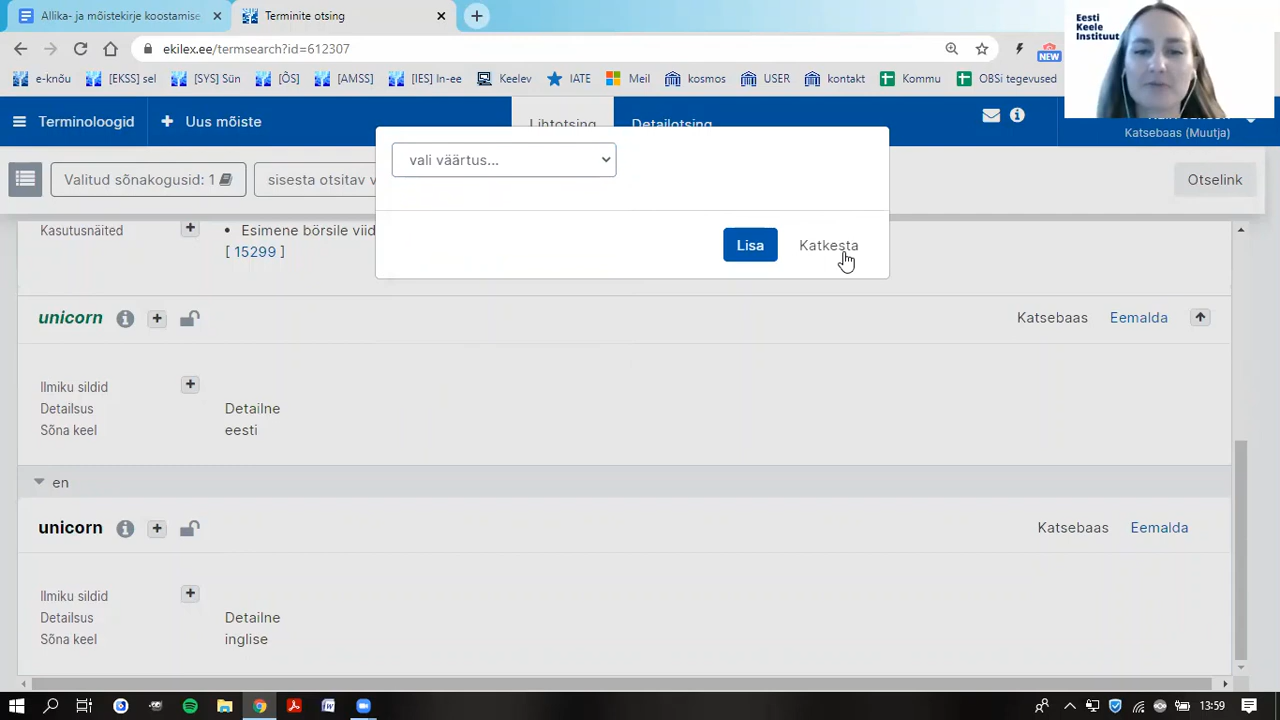 Allika- ja mõistekirje koostamise
Terminite otsing
Eesti
Keele
Instituut
ekilex.ee/termsearch?id=612307
NEW
e-knõu
[EKSS] sel
[SYS] Sün
[ÕS]
[AMSS]
[IES] In-ee
Keelev
IATE
Meil
kosmos
USER
kontakt
Kommu
OBSi tegevused
Terminoloogid
Uus mõiste
Lihtotsing
Detailotsing
Katsebaas (Muutja)
Valitud sõnakogusid: 1
sisesta otsitav v
Otselink
vali väärtus...
Lisa
Katkesta
Kasutusnäited
Esimene börsile viid
[ 15299 ]
unicorn
Katsebaas
Eemalda
Ilmiku sildid
Detailsus
Detailne
Sõna keel
eesti
en
unicorn
Katsebaas
Eemalda
Ilmiku sildid
Detailsus
Detailne
Sõna keel
inglise
13:59